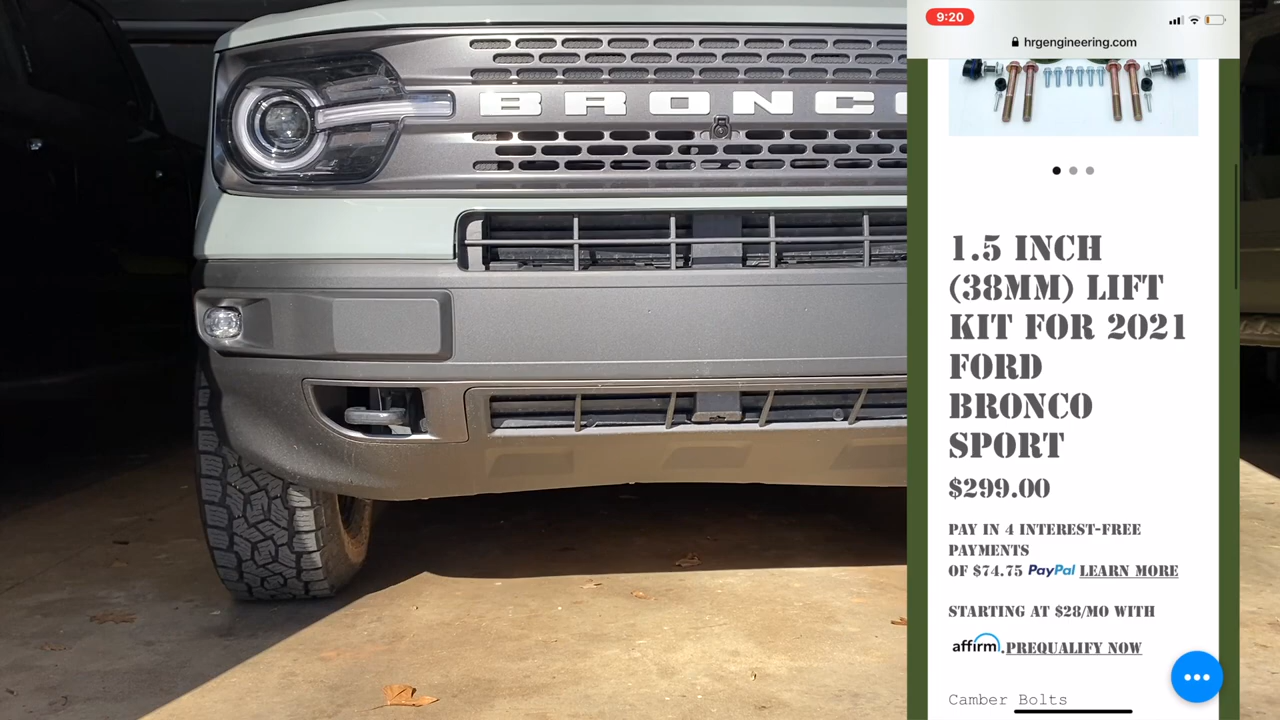 BRONC
9:20
hrgengineering.com
1.5 INCH
(38MM) LIFT
KIT FOR 2021
FORD
BRONCO
SPORT
$299.00
PAY IN 4 INTEREST-FREE
PAYMENTS
OF $74.75 PayPal LEARN MORE
STARTING AT $28/MO WITH
affirm.PREQUALIFY NOW
Camber Bolts